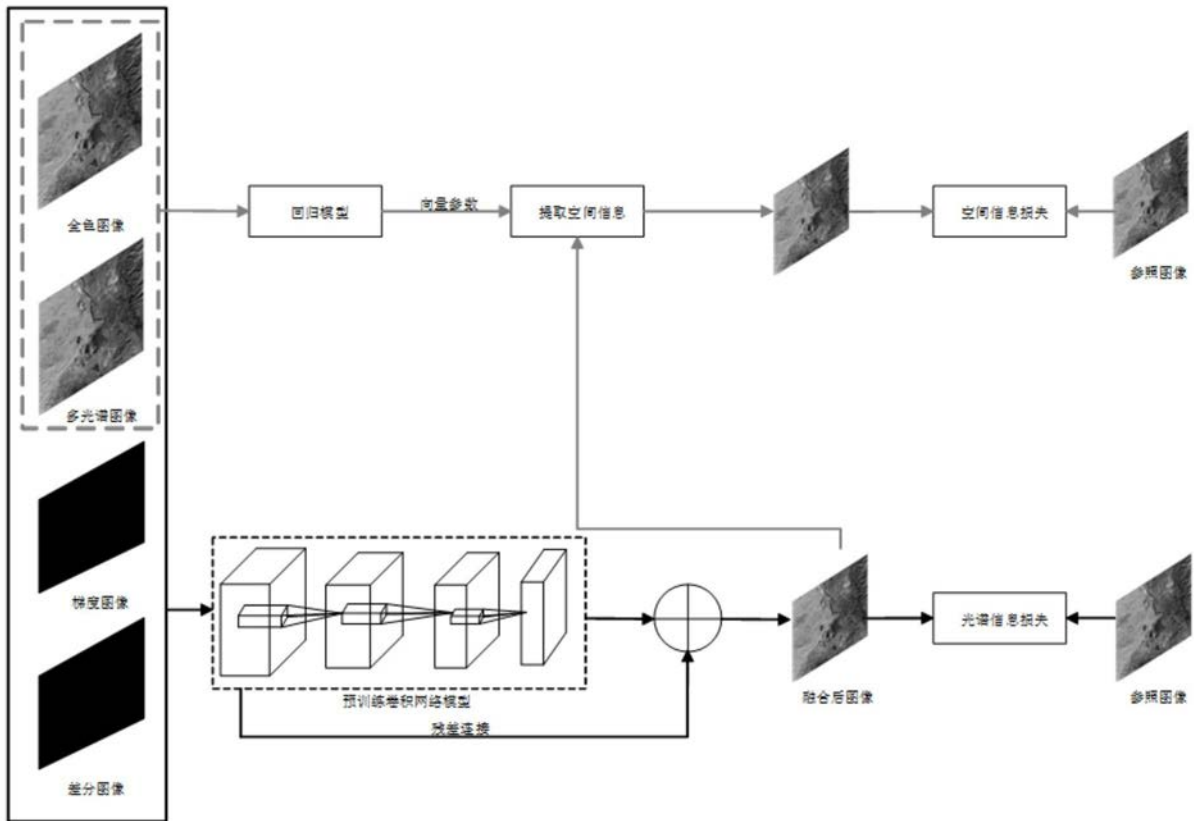 全色图像
多光谱图像
梯度图像
差分图像
回归模型
向量参数
提取空间信息
空间信息损失
参照图像
预训练卷积网络模型
残差连接
融合后图像
光谱信息损失
参照图像